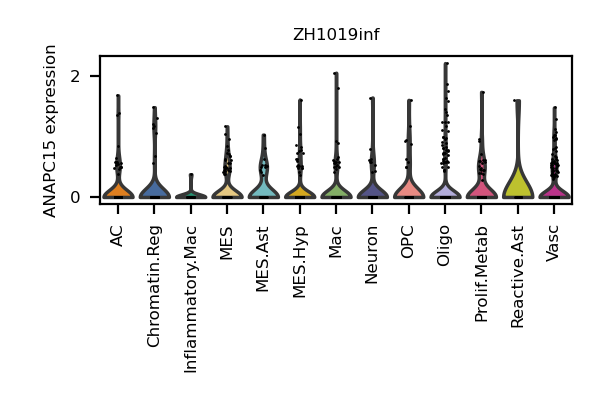 ZH1019inf
ANAPC15 expression
2
0
AC
Chromatin.Reg
Inflammatory.Mac
MES
MES.Ast
MES.Hyp
Mac
Neuron
OPC
Oligo
Prolif.Metab
Reactive.Ast
Vasc